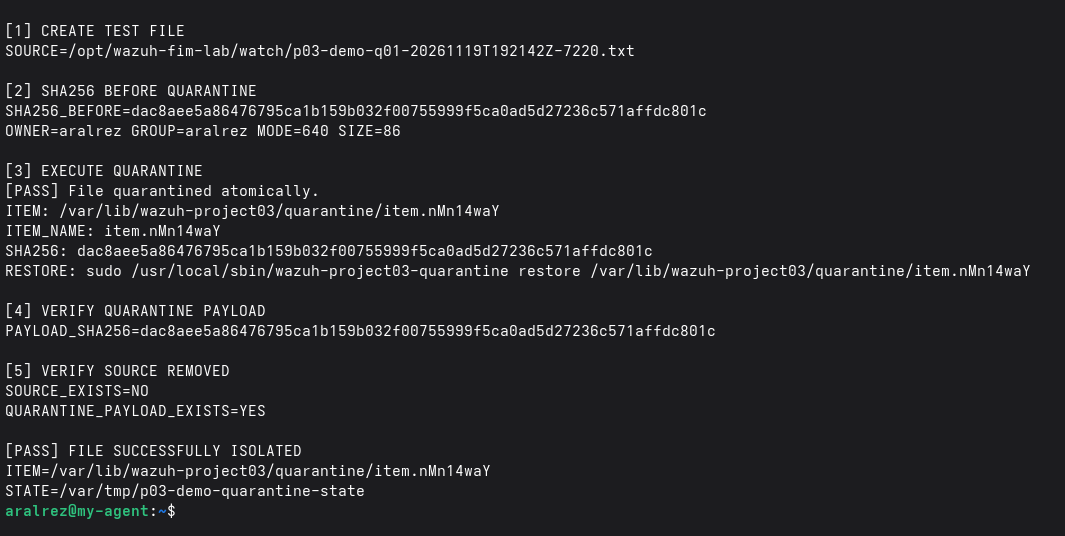 [1] CREATE TEST FILE
SOURCE=/opt/wazuh-fim-lab/watch/p03-demo-q01-20261119T192142Z-7220.txt
[2] SHA256 BEFORE QUARANTINE
SHA256_BEFORE=dac8aee5a86476795ca1b159b032f00755999f5ca0ad5d27236c571affdc801c
OWNER=aralrez GROUP=aralrez MODE=640 SIZE=86
[3] EXECUTE QUARANTINE
[PASS] File quarantined atomically.
ITEM: /var/lib/wazuh-project03/quarantine/item.nMn14waY
ITEM_NAME: item.nMn14waY
SHA256: dac8aee5a86476795ca1b159b032f00755999f5ca0ad5d27236c571affdc801c
RESTORE: sudo /usr/local/sbin/wazuh-project03-quarantine restore /var/lib/wazuh-project03/quarantine/item.nMn14waY
[4] VERIFY QUARANTINE PAYLOAD
PAYLOAD_SHA256=dac8aee5a86476795ca1b159b032f00755999f5ca0ad5d27236c571affdc801c
[5] VERIFY SOURCE REMOVED
SOURCE_EXISTS=NO
QUARANTINE_PAYLOAD_EXISTS=YES
[PASS] FILE SUCCESSFULLY ISOLATED
ITEM=/var/lib/wazuh-project03/quarantine/item.nMn14waY
STATE=/var/tmp/p03-demo-quarantine-state
aralrez@my-agent:~$